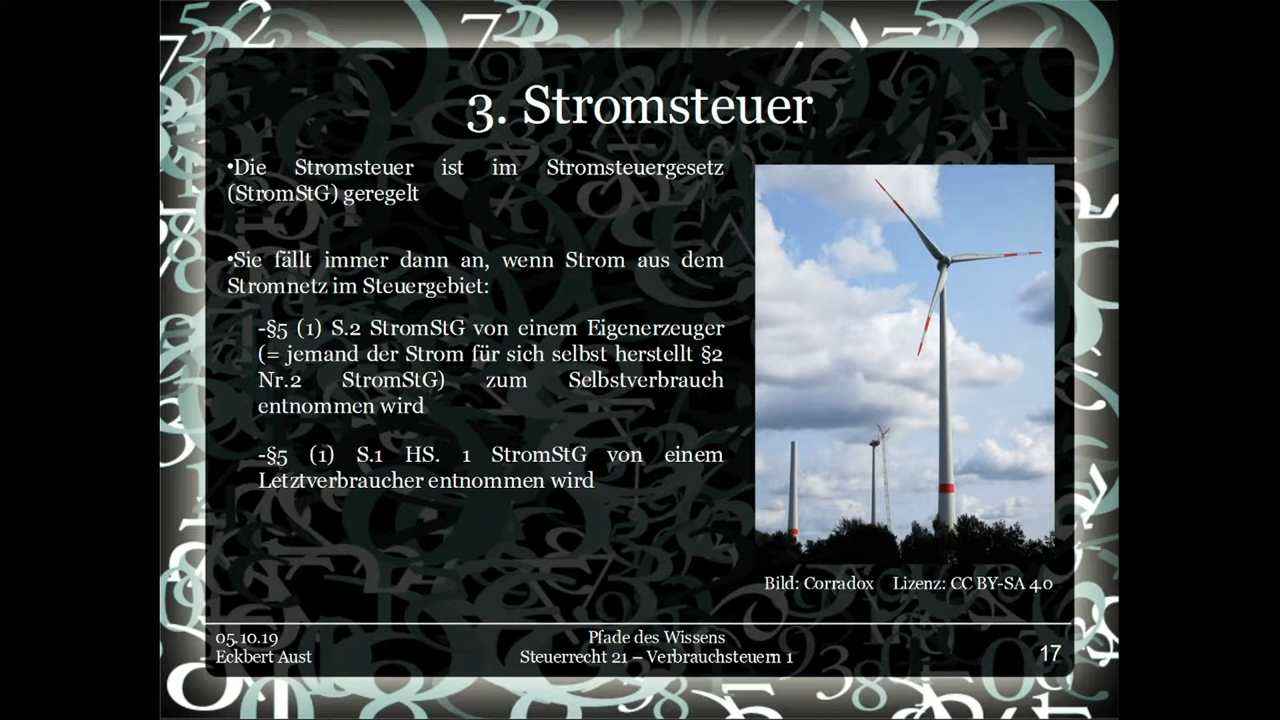 3. Stromsteuer
•Die Stromsteuer ist im Stromsteuergesetz
(StromStG) geregelt
•Sie fällt immer dann an, wenn Strom aus dem
Stromnetz im Steuergebiet:
-§5 (1) S.2 StromStG von einem Eigenerzeuger
(= jemand der Strom für sich selbst herstellt §2
Nr.2 StromStG) zum Selbstverbrauch
entnommen wird
-§5 (1) S.1 HS. 1 StromStG von einem
Letztverbraucher entnommen wird
Bild: Corradox Lizenz: CC BY-SA 4.0
05.10.19
Eckbert Aust
Pfade des Wissens
Steuerrecht 21 – Verbrauchsteuern 1
17